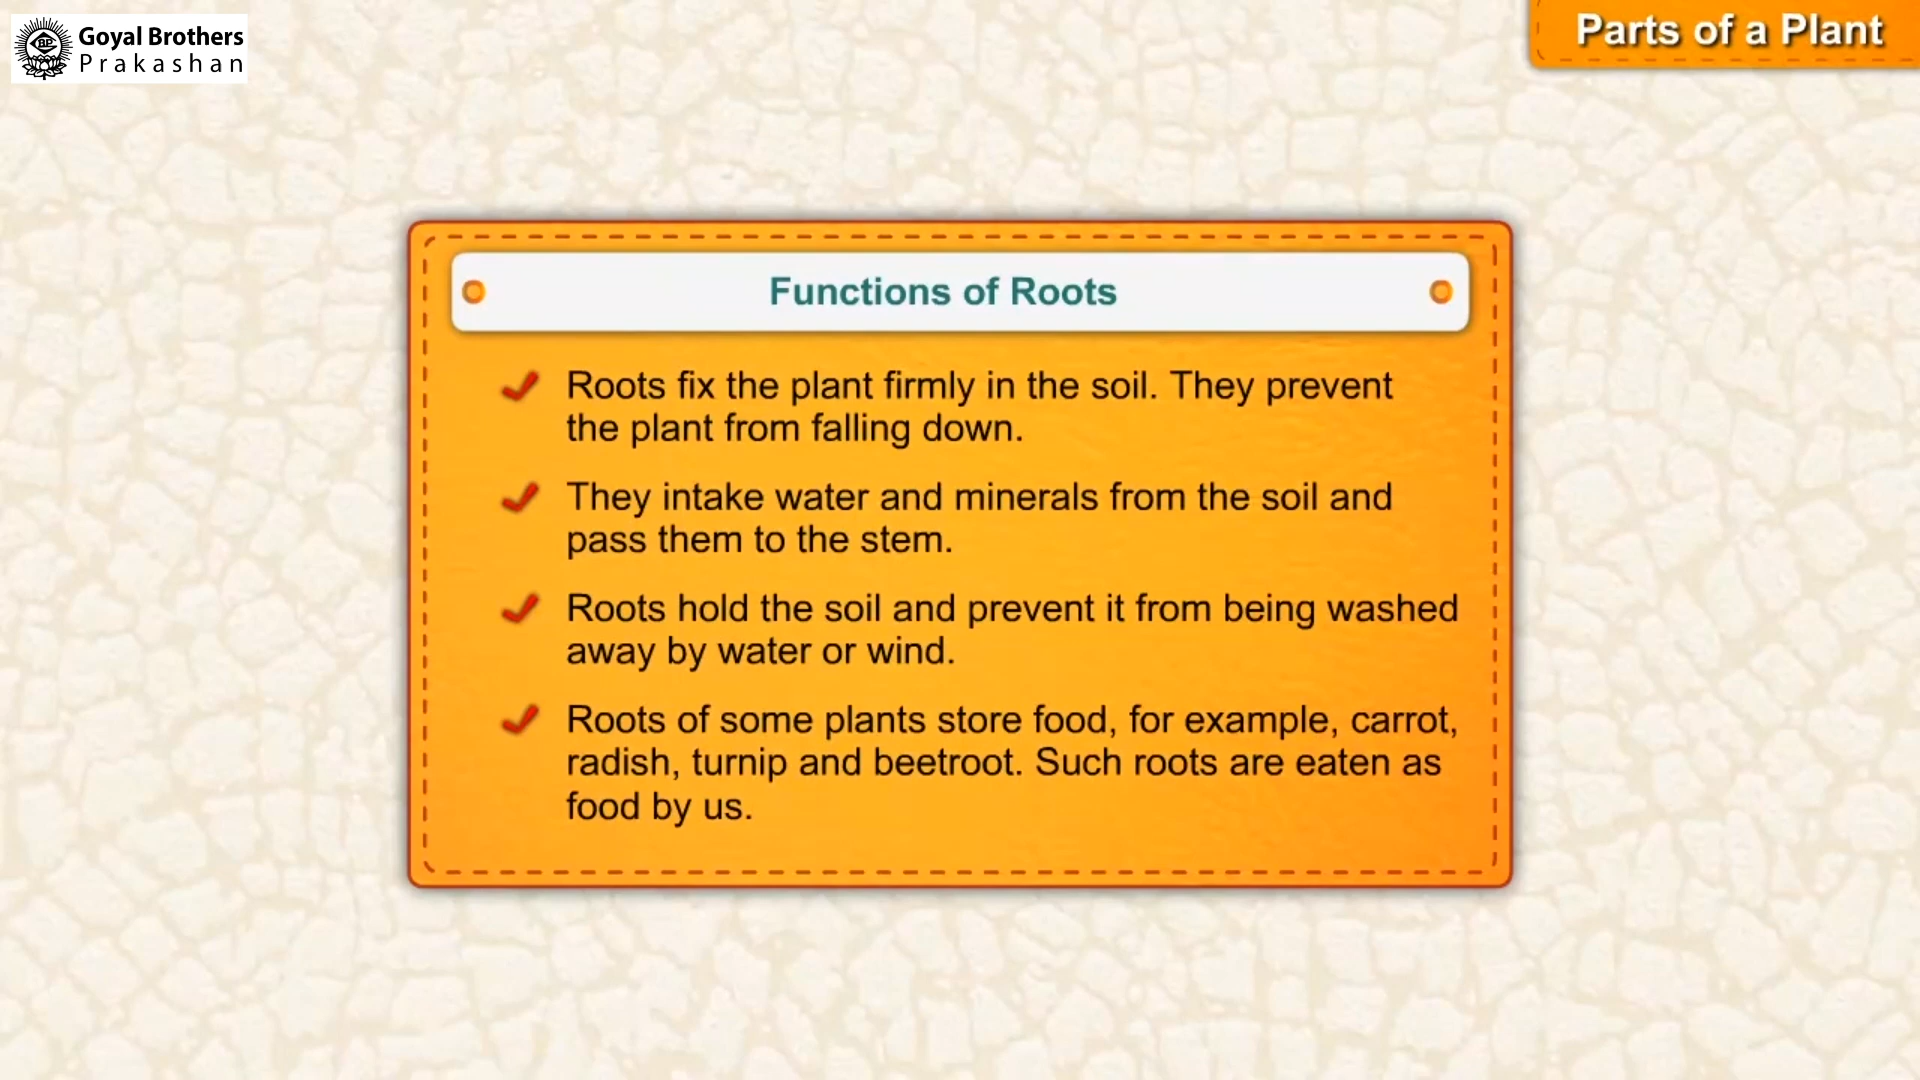 Goyal Brothers
Prakashan
Parts of a Plant
Functions of Roots
Roots fix the plant firmly in the soil. They prevent
the plant from falling down.
They intake water and minerals from the soil and
pass them to the stem.
Roots hold the soil and prevent it from being washed
away by water or wind.
Roots of some plants store food, for example, carrot,
radish, turnip and beetroot. Such roots are eaten as
food by us.